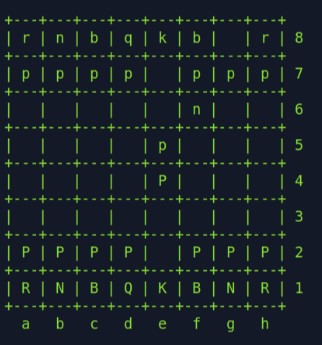 +---+---+---+---+---+---+---+---+
| r | n | b | q | k | b |   | r | 8
+---+---+---+---+---+---+---+---+
| p | p | p | p |   | p | p | p | 7
+---+---+---+---+---+---+---+---+
|   |   |   |   |   | n |   |   | 6
+---+---+---+---+---+---+---+---+
|   |   |   |   | p |   |   |   | 5
+---+---+---+---+---+---+---+---+
|   |   |   |   | P |   |   |   | 4
+---+---+---+---+---+---+---+---+
|   |   |   |   |   |   |   |   | 3
+---+---+---+---+---+---+---+---+
| P | P | P | P |   | P | P | P | 2
+---+---+---+---+---+---+---+---+
| R | N | B | Q | K | B | N | R | 1
+---+---+---+---+---+---+---+---+
  a   b   c   d   e   f   g   h